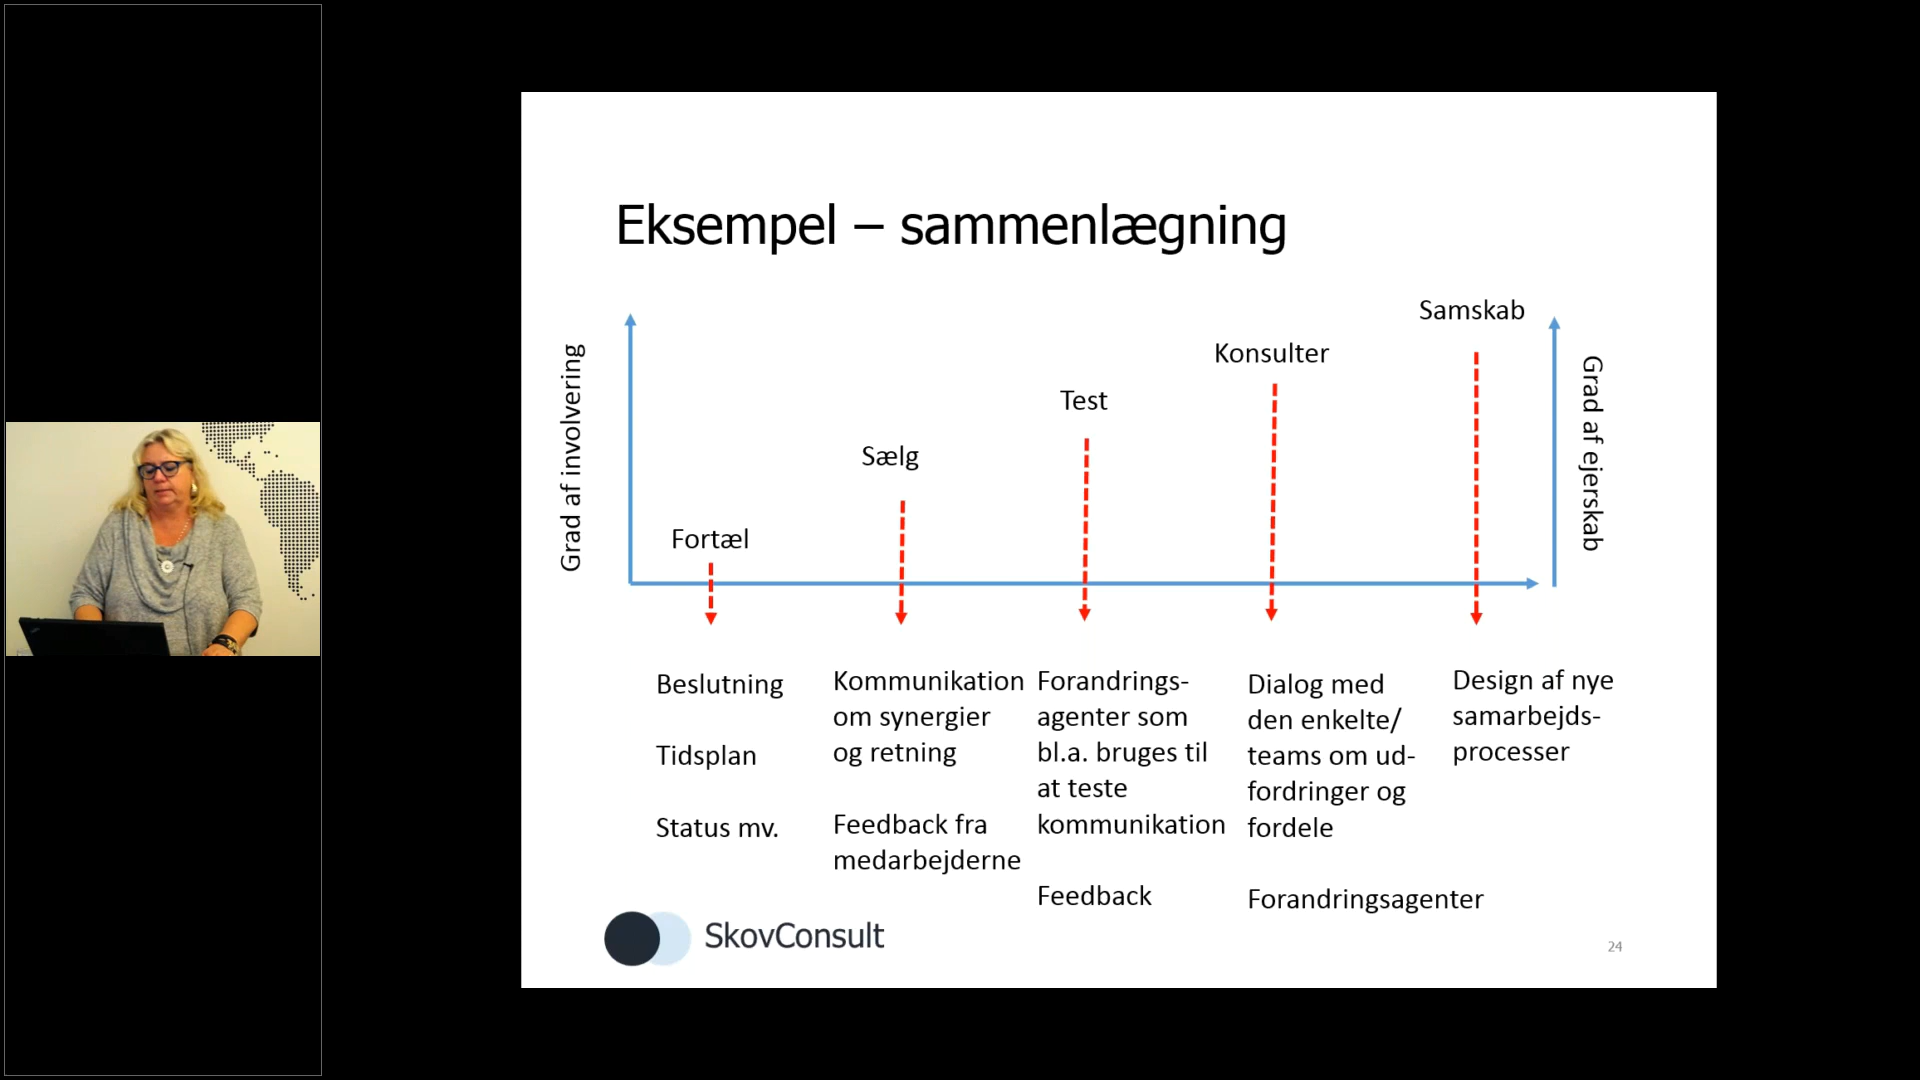 Eksempel – sammenlægning
Grad af involvering
Grad af ejerskab
Fortæl
Sælg
Test
Konsulter
Samskab
Beslutning
Tidsplan
Status mv.
Kommunikation
om synergier
og retning
Feedback fra
medarbejderne
Forandrings-
agenter som
bl.a. bruges til
at teste
kommunikation
Feedback
Dialog med
den enkelte/
teams om ud-
fordringer og
fordele
Forandringsagenter
Design af nye
samarbejds-
processer
SkovConsult
24